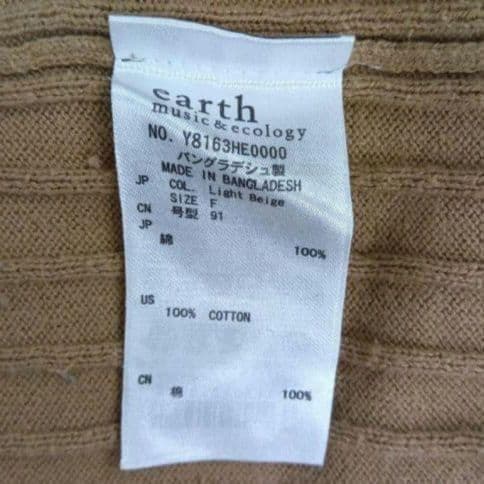 earth
music & ecology
NO. Y8163HE0000
バングラデシュ製
MADE IN BANGLADESH
JP COL. Light Beige
SIZE F
CN 号型 91
JP
綿 100%
US
100% COTTON
CN
棉 100%